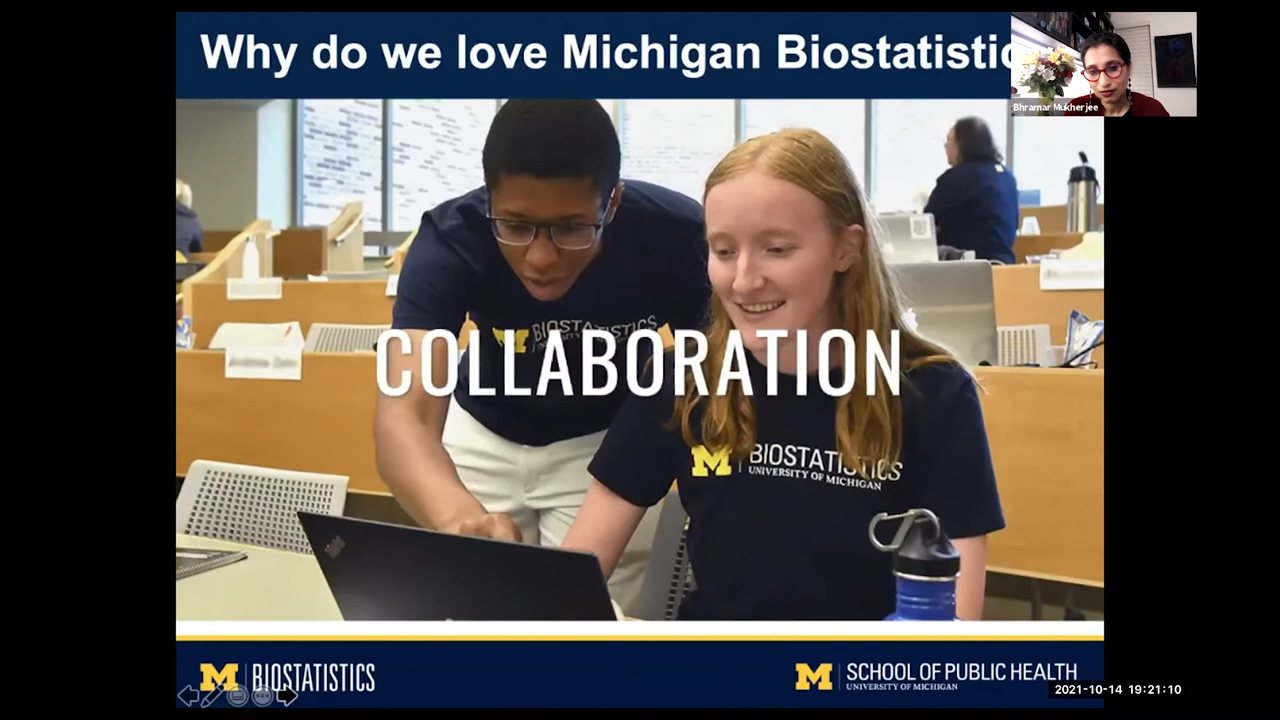 Why do we love Michigan Biostatistic
Bhramar Mukherjee
BIOSTATISTICS
COLLABORATION
M BIOSTATISTICS
UNIVERSITY OF MICHIGAN
M BIOSTATISTICS
M SCHOOL OF PUBLIC HEALTH
UNIVERSITY OF MICHIGAN
2021-10-14 19:21:10